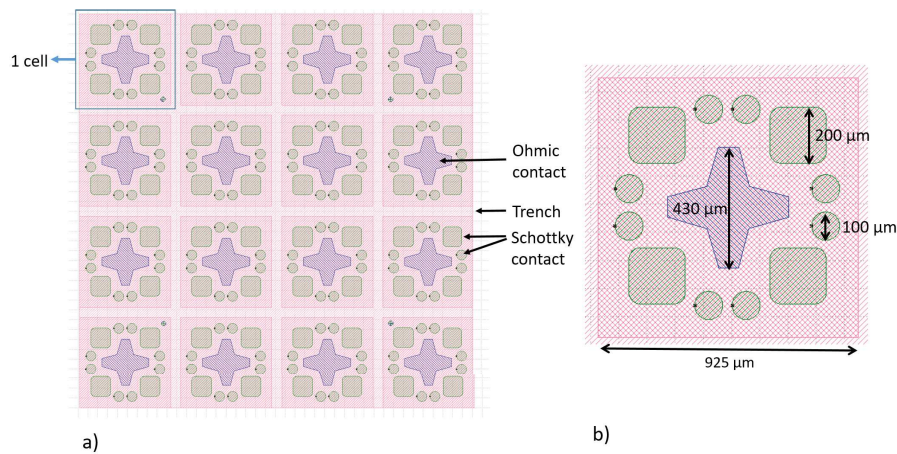 1 cell
Ohmic
contact
Trench
Schottky
contact
a)
200 μm
430 μm
100 μm
925 μm
b)